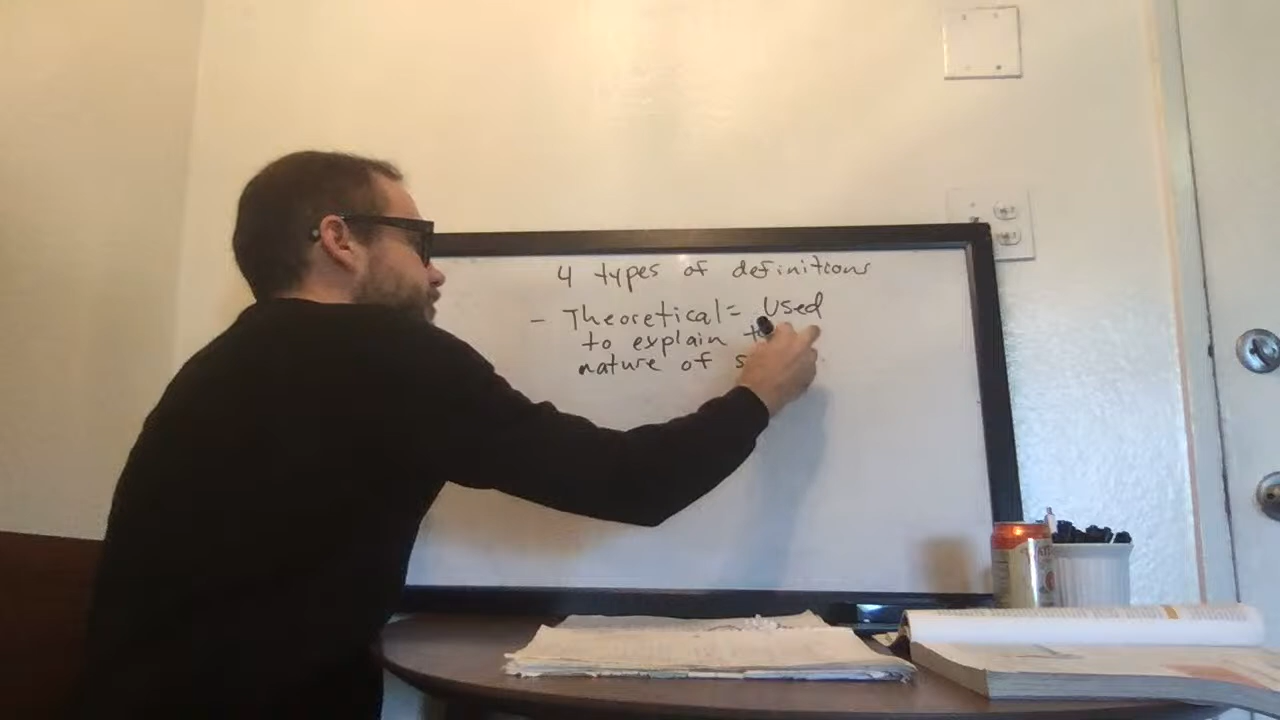 4 types of definitions
- Theoretical= Used
to explain
nature of